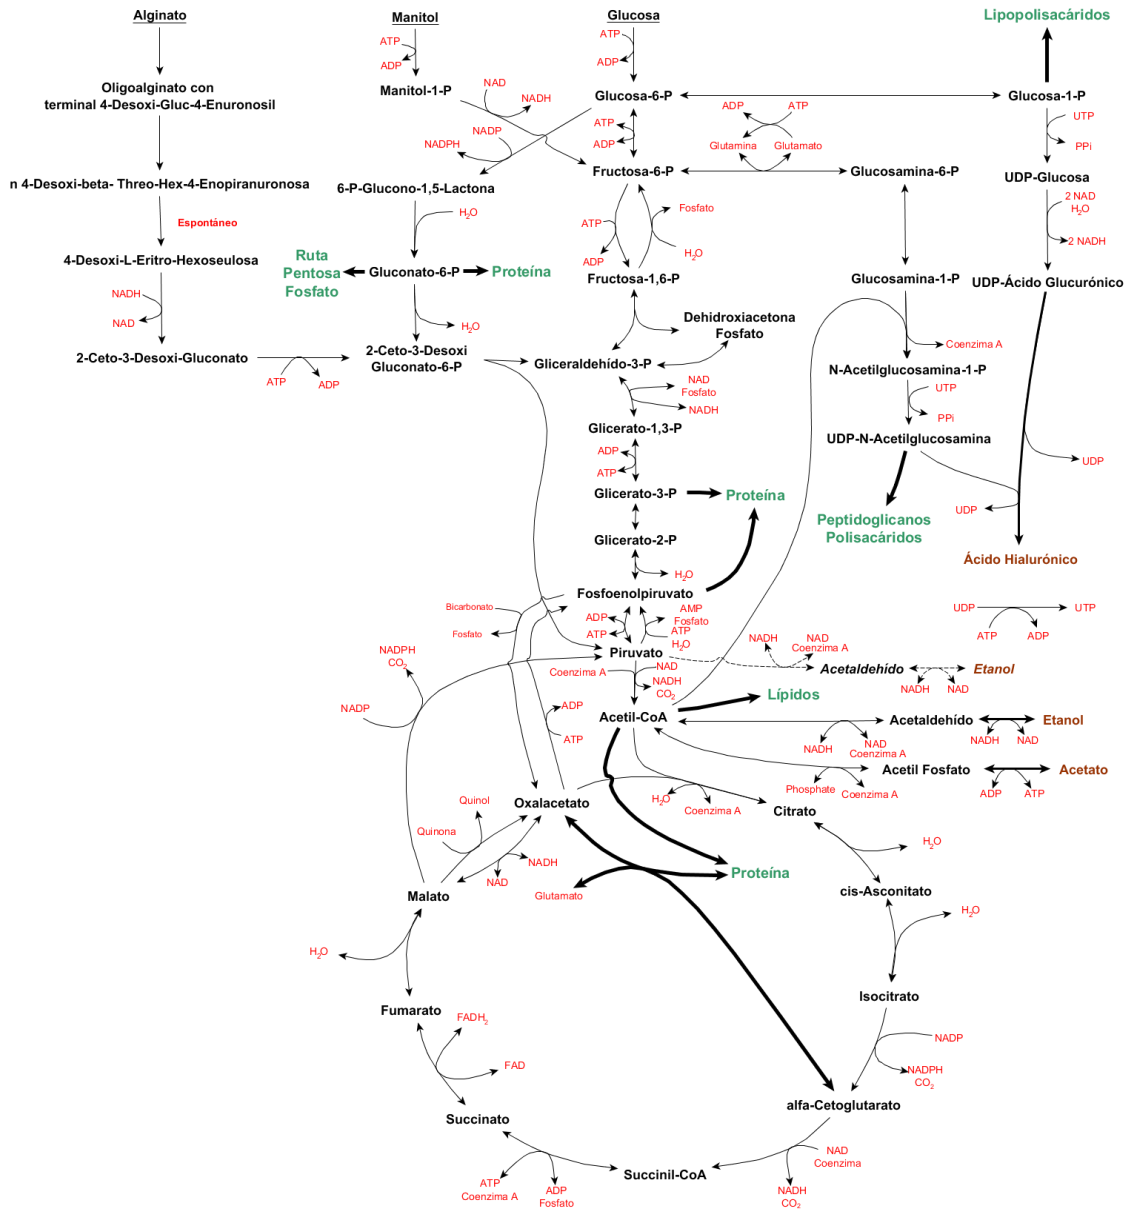 Alginato
Manitol
Glucosa
Lipopolisacáridos
ATP
ADP
ATP
ADP
Oligoalginato con
terminal 4-Desoxi-Gluc-4-Enuronosil
Manitol-1-P
NAD
NADH
Glucosa-6-P
ADP
ATP
Glucosa-1-P
NADP
NADPH
ATP
ADP
Glutamina
Glutamato
UTP
PPi
n 4-Desoxi-beta- Threo-Hex-4-Enopiranuronosa
6-P-Glucono-1,5-Lactona
Fructosa-6-P
Glucosamina-6-P
UDP-Glucosa
Espontáneo
H2O
ATP
ADP
Fosfato
H2O
2 NAD
H2O
2 NADH
4-Desoxi-L-Eritro-Hexoseulosa
Ruta
Pentosa
Fosfato
Gluconato-6-P
Proteína
Fructosa-1,6-P
Glucosamina-1-P
UDP-Ácido Glucurónico
NADH
NAD
H2O
Dehidroxiacetona
Fosfato
Coenzima A
2-Ceto-3-Desoxi-Gluconato
ATP
ADP
2-Ceto-3-Desoxi
Gluconato-6-P
Gliceraldehído-3-P
N-Acetilglucosamina-1-P
NAD
Fosfato
NADH
UTP
PPi
Glicerato-1,3-P
UDP-N-Acetilglucosamina
ADP
ATP
UDP
Glicerato-3-P
Proteína
UDP
Peptidoglicanos
Polisacáridos
Glicerato-2-P
Ácido Hialurónico
H2O
Fosfoenolpiruvato
Bicarbonato
Fosfato
ADP
ATP
AMP
Fosfato
ATP
H2O
UDP
UTP
ATP
ADP
NADPH
CO2
Piruvato
NADH
NAD
Coenzima A
Acetaldehído
Etanol
Coenzima A
NAD
NADH
CO2
NADH
NAD
NADP
ADP
ATP
Lípidos
Acetil-CoA
Acetaldehído
Etanol
NADH
NAD
Coenzima A
NADH
NAD
Acetil Fosfato
Acetato
Phosphate
Coenzima A
ADP
ATP
Quinol
Oxalacetato
H2O
Coenzima A
Citrato
Quinona
NADH
NAD
H2O
Glutamato
Proteína
cis-Asconitato
Malato
H2O
H2O
Isocitrato
Fumarato
FADH2
FAD
NADP
NADPH
CO2
Succinato
alfa-Cetoglutarato
NAD
Coenzima
Succinil-CoA
ATP
Coenzima A
ADP
Fosfato
NADH
CO2